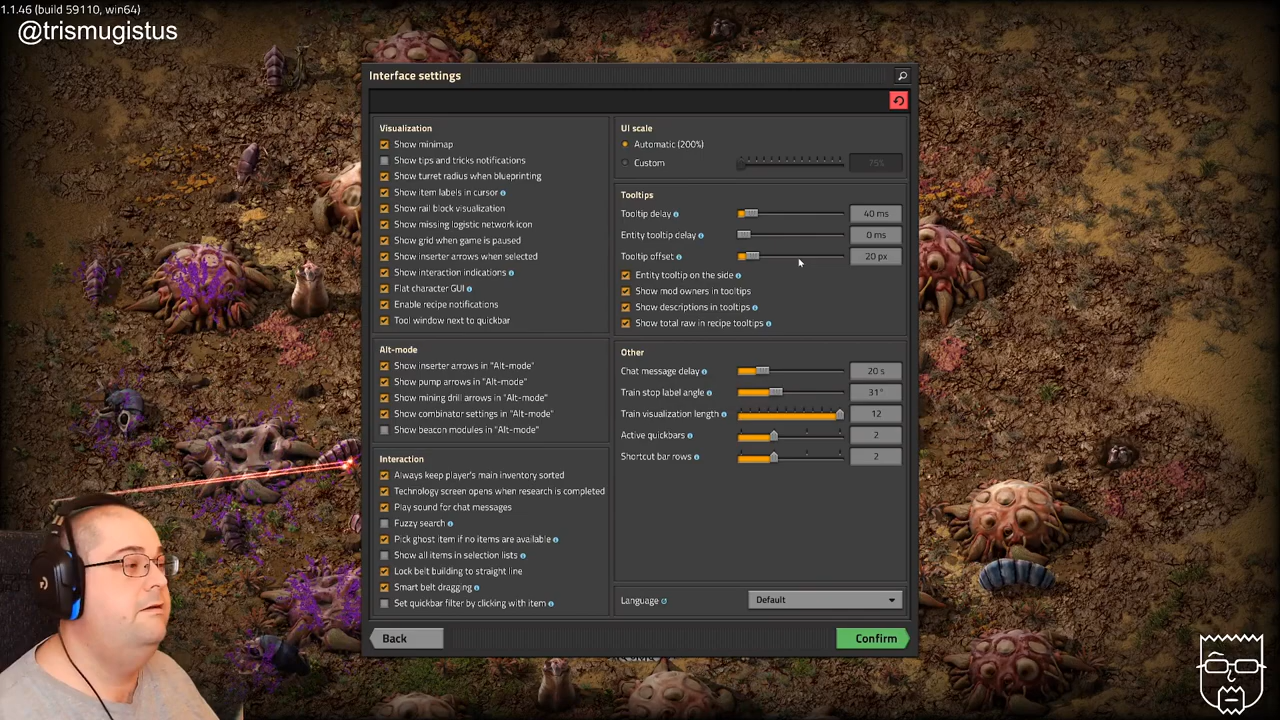 1.1.46 (build 59110, win64)
@trismugistus
Interface settings
Visualization
Show minimap
Show tips and tricks notifications
Show turret radius when blueprinting
Show item labels in cursor
Show rail block visualization
Show missing logistic network icon
Show grid when game is paused
Show inserter arrows when selected
Show interaction indications
Flat character GUI
Enable recipe notifications
Tool window next to quickbar
Alt-mode
Show inserter arrows in "Alt-mode"
Show pump arrows in "Alt-mode"
Show mining drill arrows in "Alt-mode"
Show combinator settings in "Alt-mode"
Show beacon modules in "Alt-mode"
Interaction
Always keep player's main inventory sorted
Technology screen opens when research is completed
Play sound for chat messages
Fuzzy search
Pick ghost item if no items are available
Show all items in selection lists
Lock belt building to straight line
Smart belt dragging
Set quickbar filter by clicking with item
UI scale
Automatic (200%)
Custom 75%
Tooltips
Tooltip delay 40 ms
Entity tooltip delay 0 ms
Tooltip offset 20 px
Entity tooltip on the side
Show mod owners in tooltips
Show descriptions in tooltips
Show total raw in recipe tooltips
Other
Chat message delay 20 s
Train stop label angle 31°
Train visualization length 12
Active quickbars 2
Shortcut bar rows 2
Language Default
Back Confirm